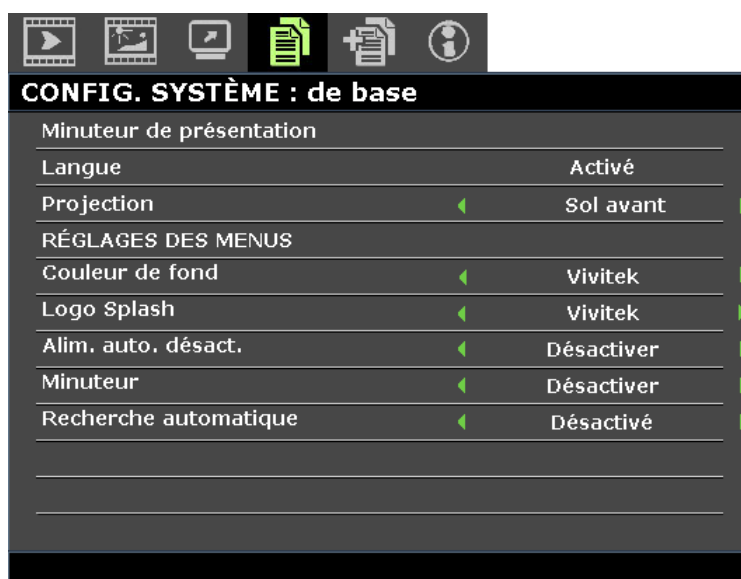 CONFIG. SYSTÈME : de base
Minuteur de présentation
Langue Activé
Projection Sol avant
RÉGLAGES DES MENUS
Couleur de fond Vivitek
Logo Splash Vivitek
Alim. auto. désact. Désactiver
Minuteur Désactiver
Recherche automatique Désactivé